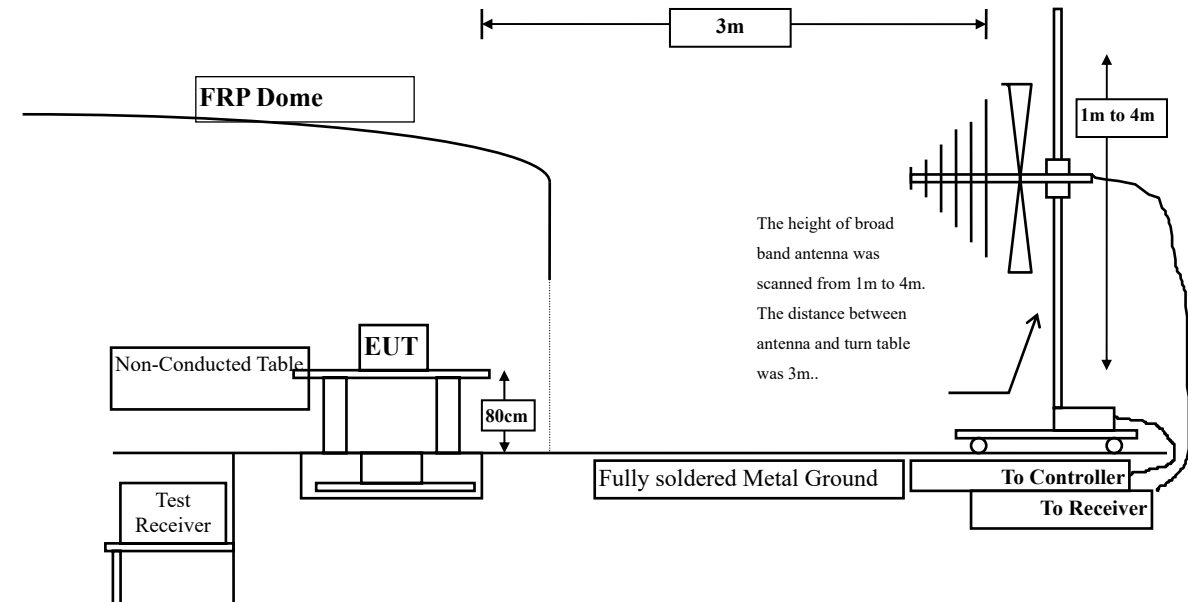 3m
FRP Dome
1m to 4m
The height of broad
band antenna was
scanned from 1m to 4m.
The distance between
antenna and turn table
was 3m..
EUT
Non-Conducted Table
80cm
Fully soldered Metal Ground
To Controller
Test
Receiver
To Receiver